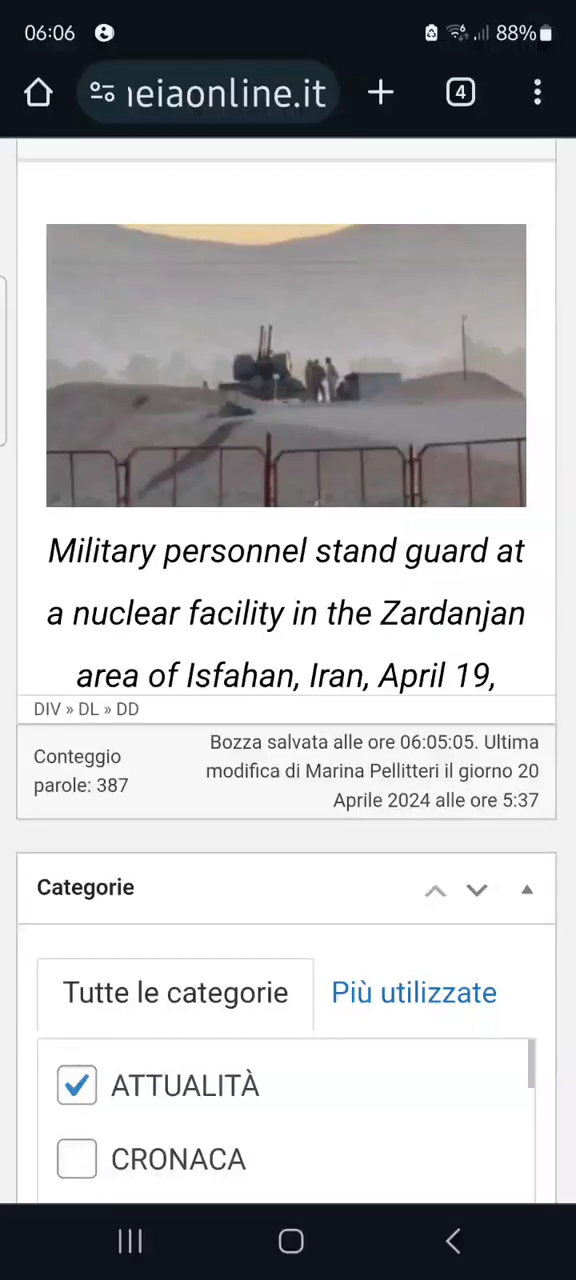 06:06
88%
neiaonline.it
4
Military personnel stand guard at
a nuclear facility in the Zardanjan
area of Isfahan, Iran, April 19,
DIV » DL » DD
Conteggio
parole: 387
Bozza salvata alle ore 06:05:05. Ultima
modifica di Marina Pellitteri il giorno 20
Aprile 2024 alle ore 5:37
Categorie
Tutte le categorie
Più utilizzate
ATTUALITÀ
CRONACA